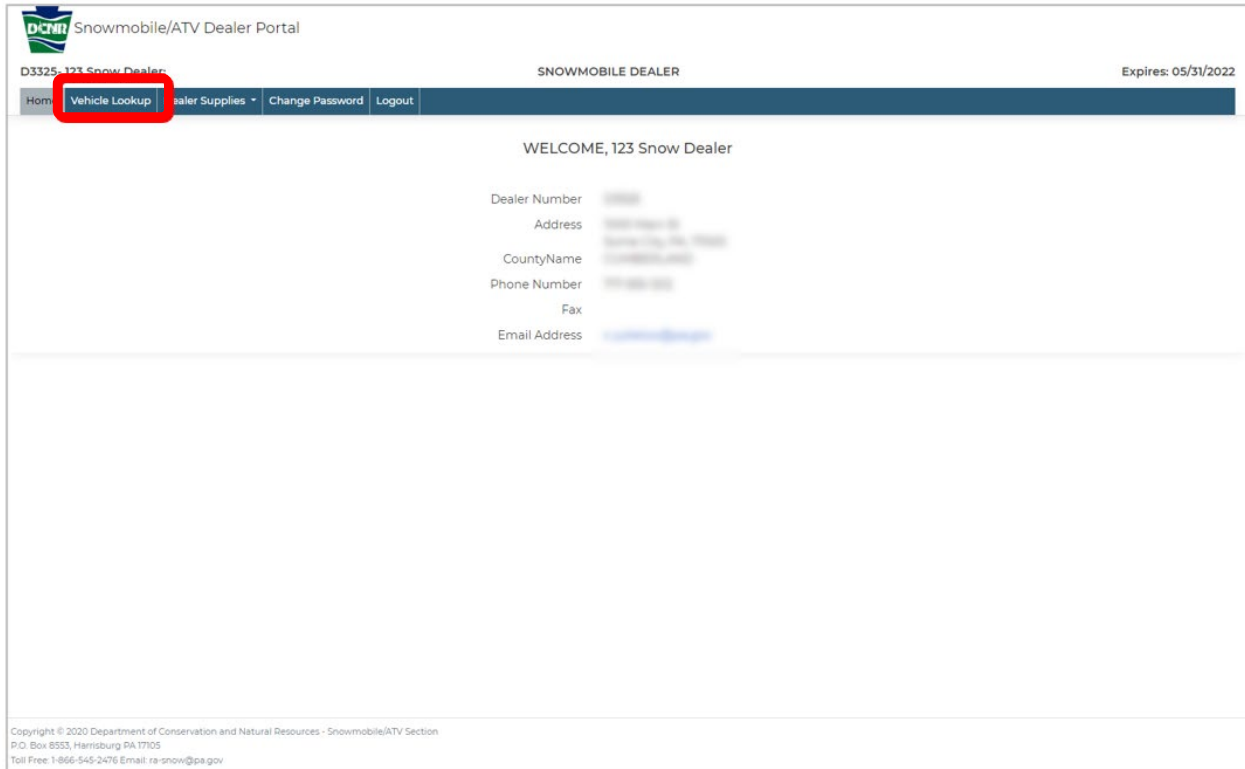 DCNR
Snowmobile/ATV Dealer Portal
D3325- 123 Snow Dealer: SNOWMOBILE DEALER Expires: 05/31/2022
Home Vehicle Lookup Dealer Supplies Change Password Logout
WELCOME, 123 Snow Dealer
Dealer Number
Address
CountyName
Phone Number
Fax
Email Address
Copyright © 2020 Department of Conservation and Natural Resources - Snowmobile/ATV Section
P.O. Box 8553, Harrisburg PA 17105
Toll Free: 1-866-545-2476 Email: ra-snow@pa.gov